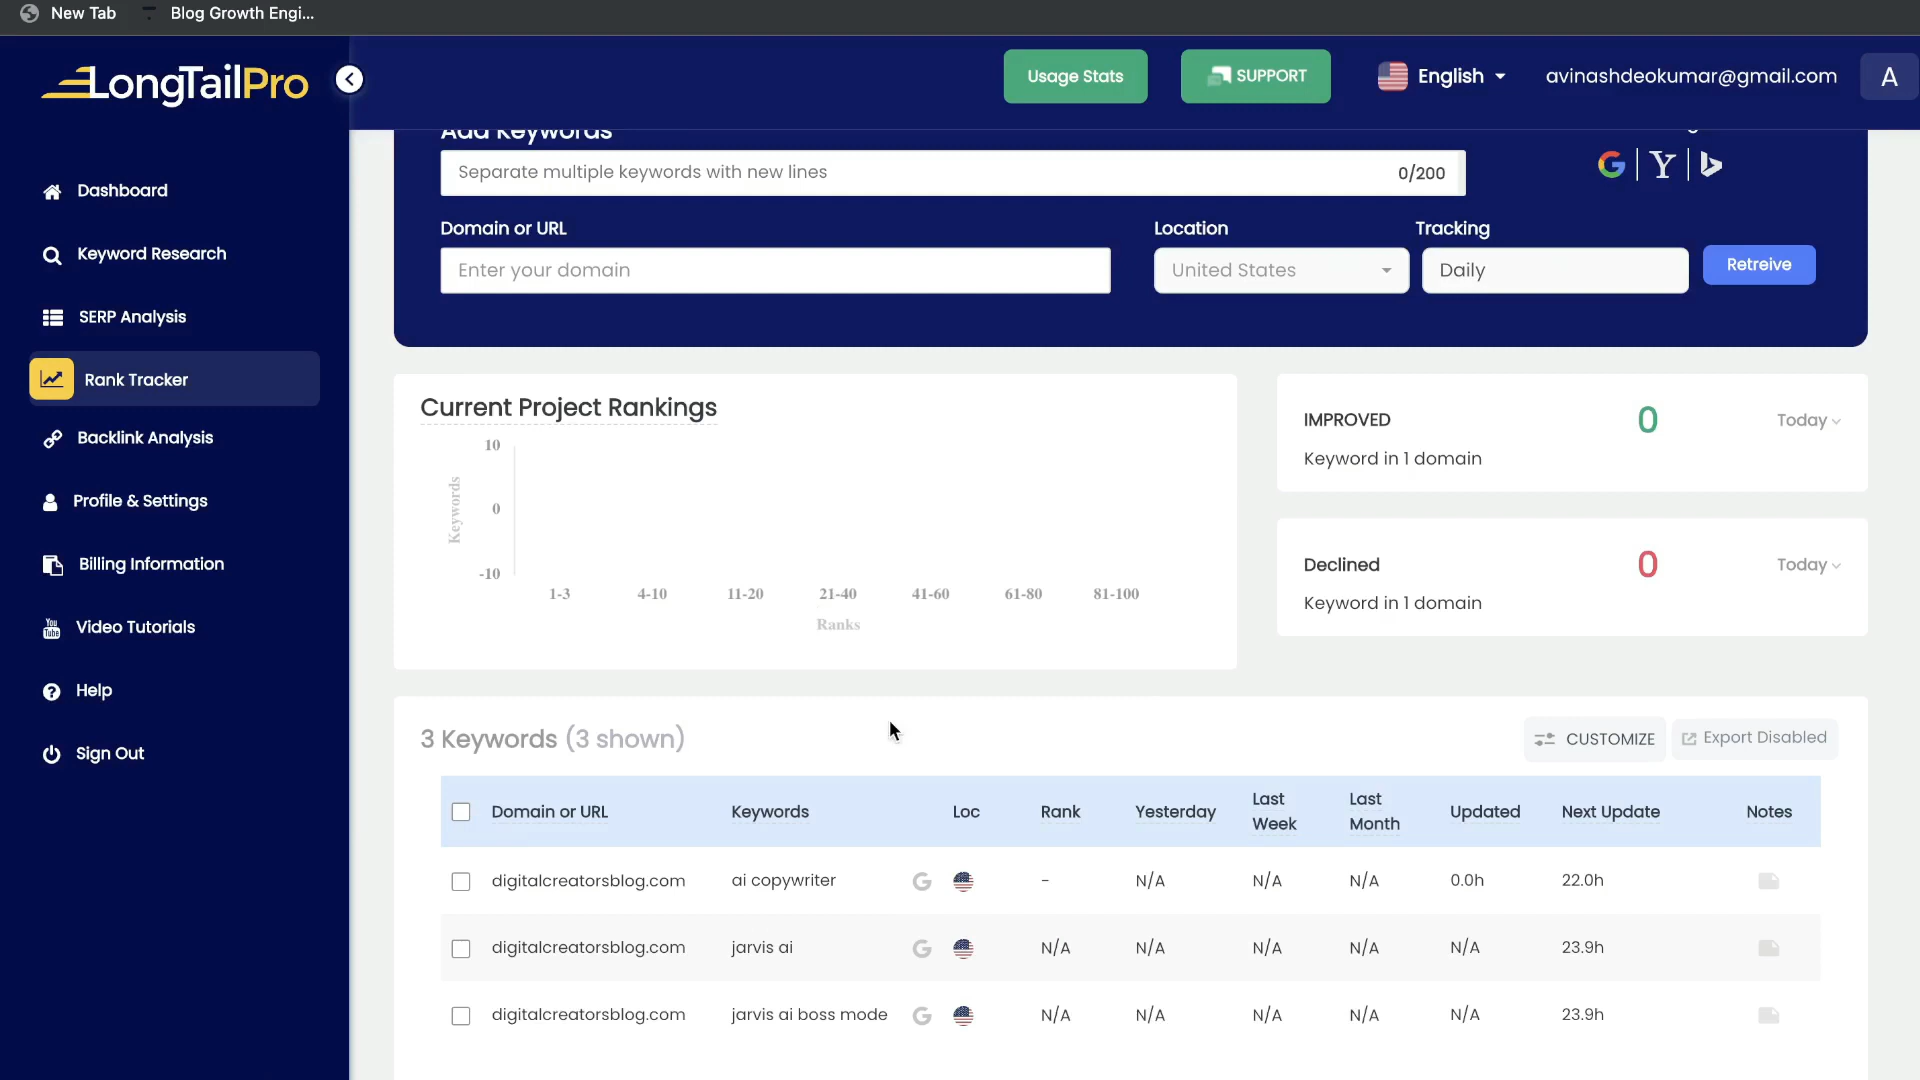 New Tab
Blog Growth Engi...
LongTailPro
Usage Stats
SUPPORT
English
avinashdeokumar@gmail.com
A
Dashboard
Keyword Research
SERP Analysis
Rank Tracker
Backlink Analysis
Profile & Settings
Billing Information
Video Tutorials
Help
Sign Out
Add Keywords
Separate multiple keywords with new lines
0/200
Domain or URL
Location
Tracking
Enter your domain
United States
Daily
Retreive
Current Project Rankings
10
0
-10
Keywords
1-3
4-10
11-20
21-40
41-60
61-80
81-100
Ranks
IMPROVED
0
Today
Keyword in 1 domain
Declined
0
Today
Keyword in 1 domain
3 Keywords (3 shown)
CUSTOMIZE
Export Disabled
Domain or URL Keywords Loc Rank Yesterday Last Week Last Month Updated Next Update Notes
digitalcreatorsblog.com ai copywriter G - N/A N/A N/A 0.0h 22.0h
digitalcreatorsblog.com jarvis ai G N/A N/A N/A N/A N/A 23.9h
digitalcreatorsblog.com jarvis ai boss mode G N/A N/A N/A N/A N/A 23.9h